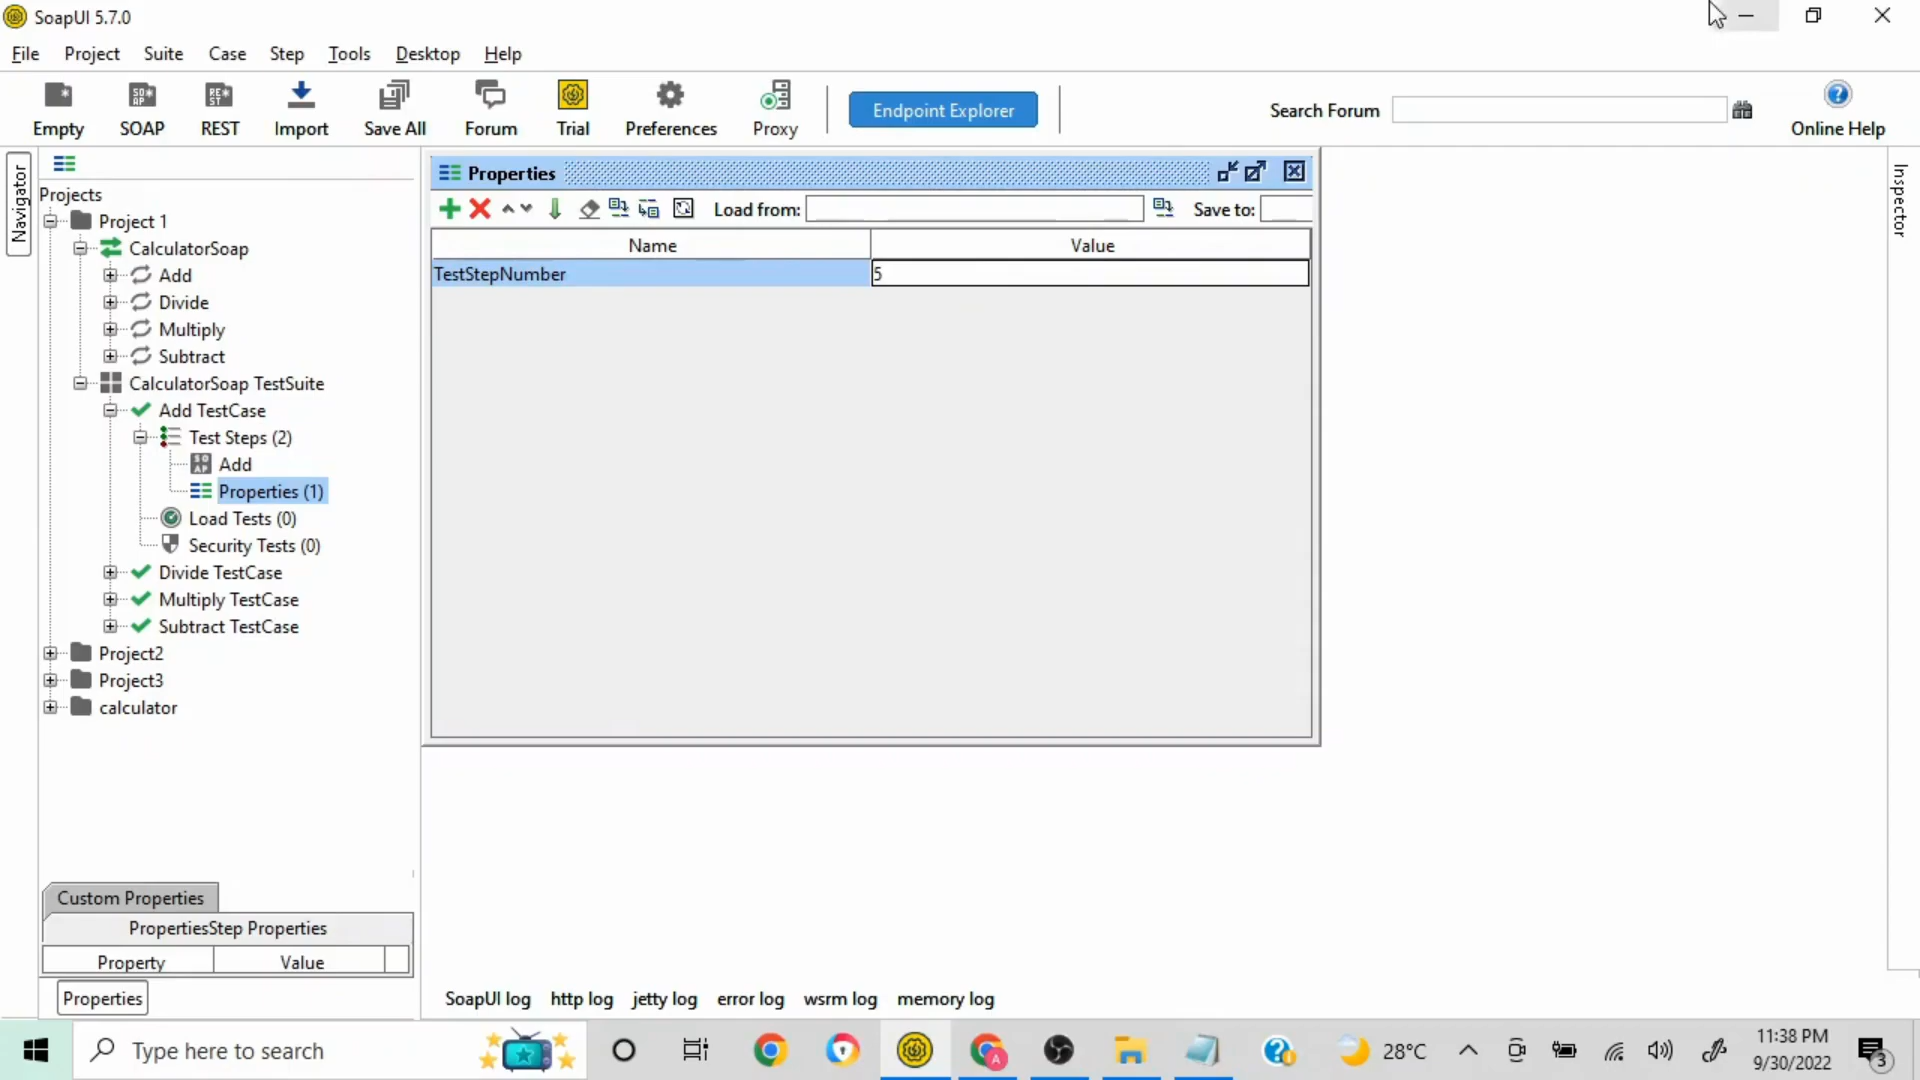 SoapUI 5.7.0
File Project Suite Case Step Tools Desktop Help
Empty SOAP REST Import Save All Forum Trial Preferences Proxy
Endpoint Explorer
Search Forum
Online Help
Navigator
Inspector
Projects
Project 1
CalculatorSoap
Add
Divide
Multiply
Subtract
CalculatorSoap TestSuite
Add TestCase
Test Steps (2)
Add
Properties (1)
Load Tests (0)
Security Tests (0)
Divide TestCase
Multiply TestCase
Subtract TestCase
Project2
Project3
calculator
Properties
Load from: Save to:
Name Value
TestStepNumber 5
Custom Properties
PropertiesStep Properties
Property Value
Properties
SoapUI log http log jetty log error log wsrm log memory log
Type here to search
28°C
11:38 PM
9/30/2022
3